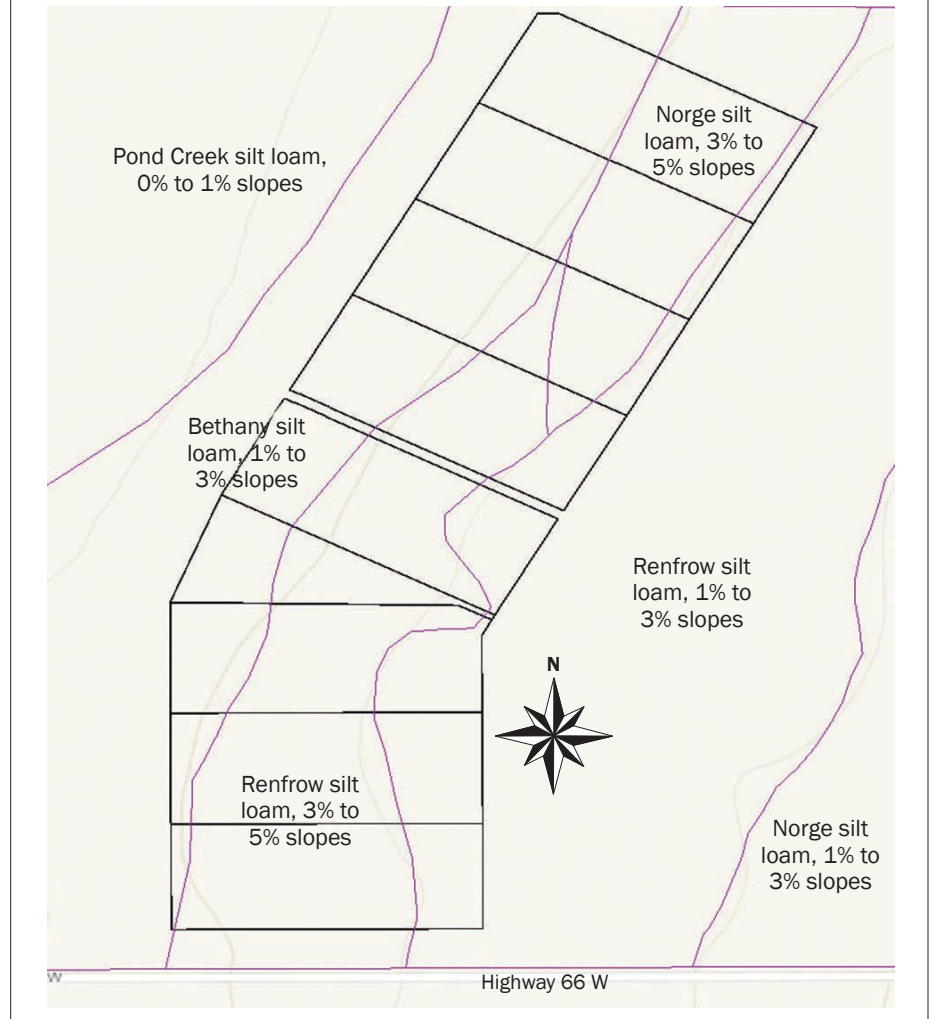 Norge silt
loam, 3% to
5% slopes
Pond Creek silt loam,
0% to 1% slopes
Bethany silt
loam, 1% to
3% slopes
Renfrow silt
loam, 1% to
3% slopes
N
Renfrow silt
loam, 3% to
5% slopes
Norge silt
loam, 1% to
3% slopes
W
Highway 66 W